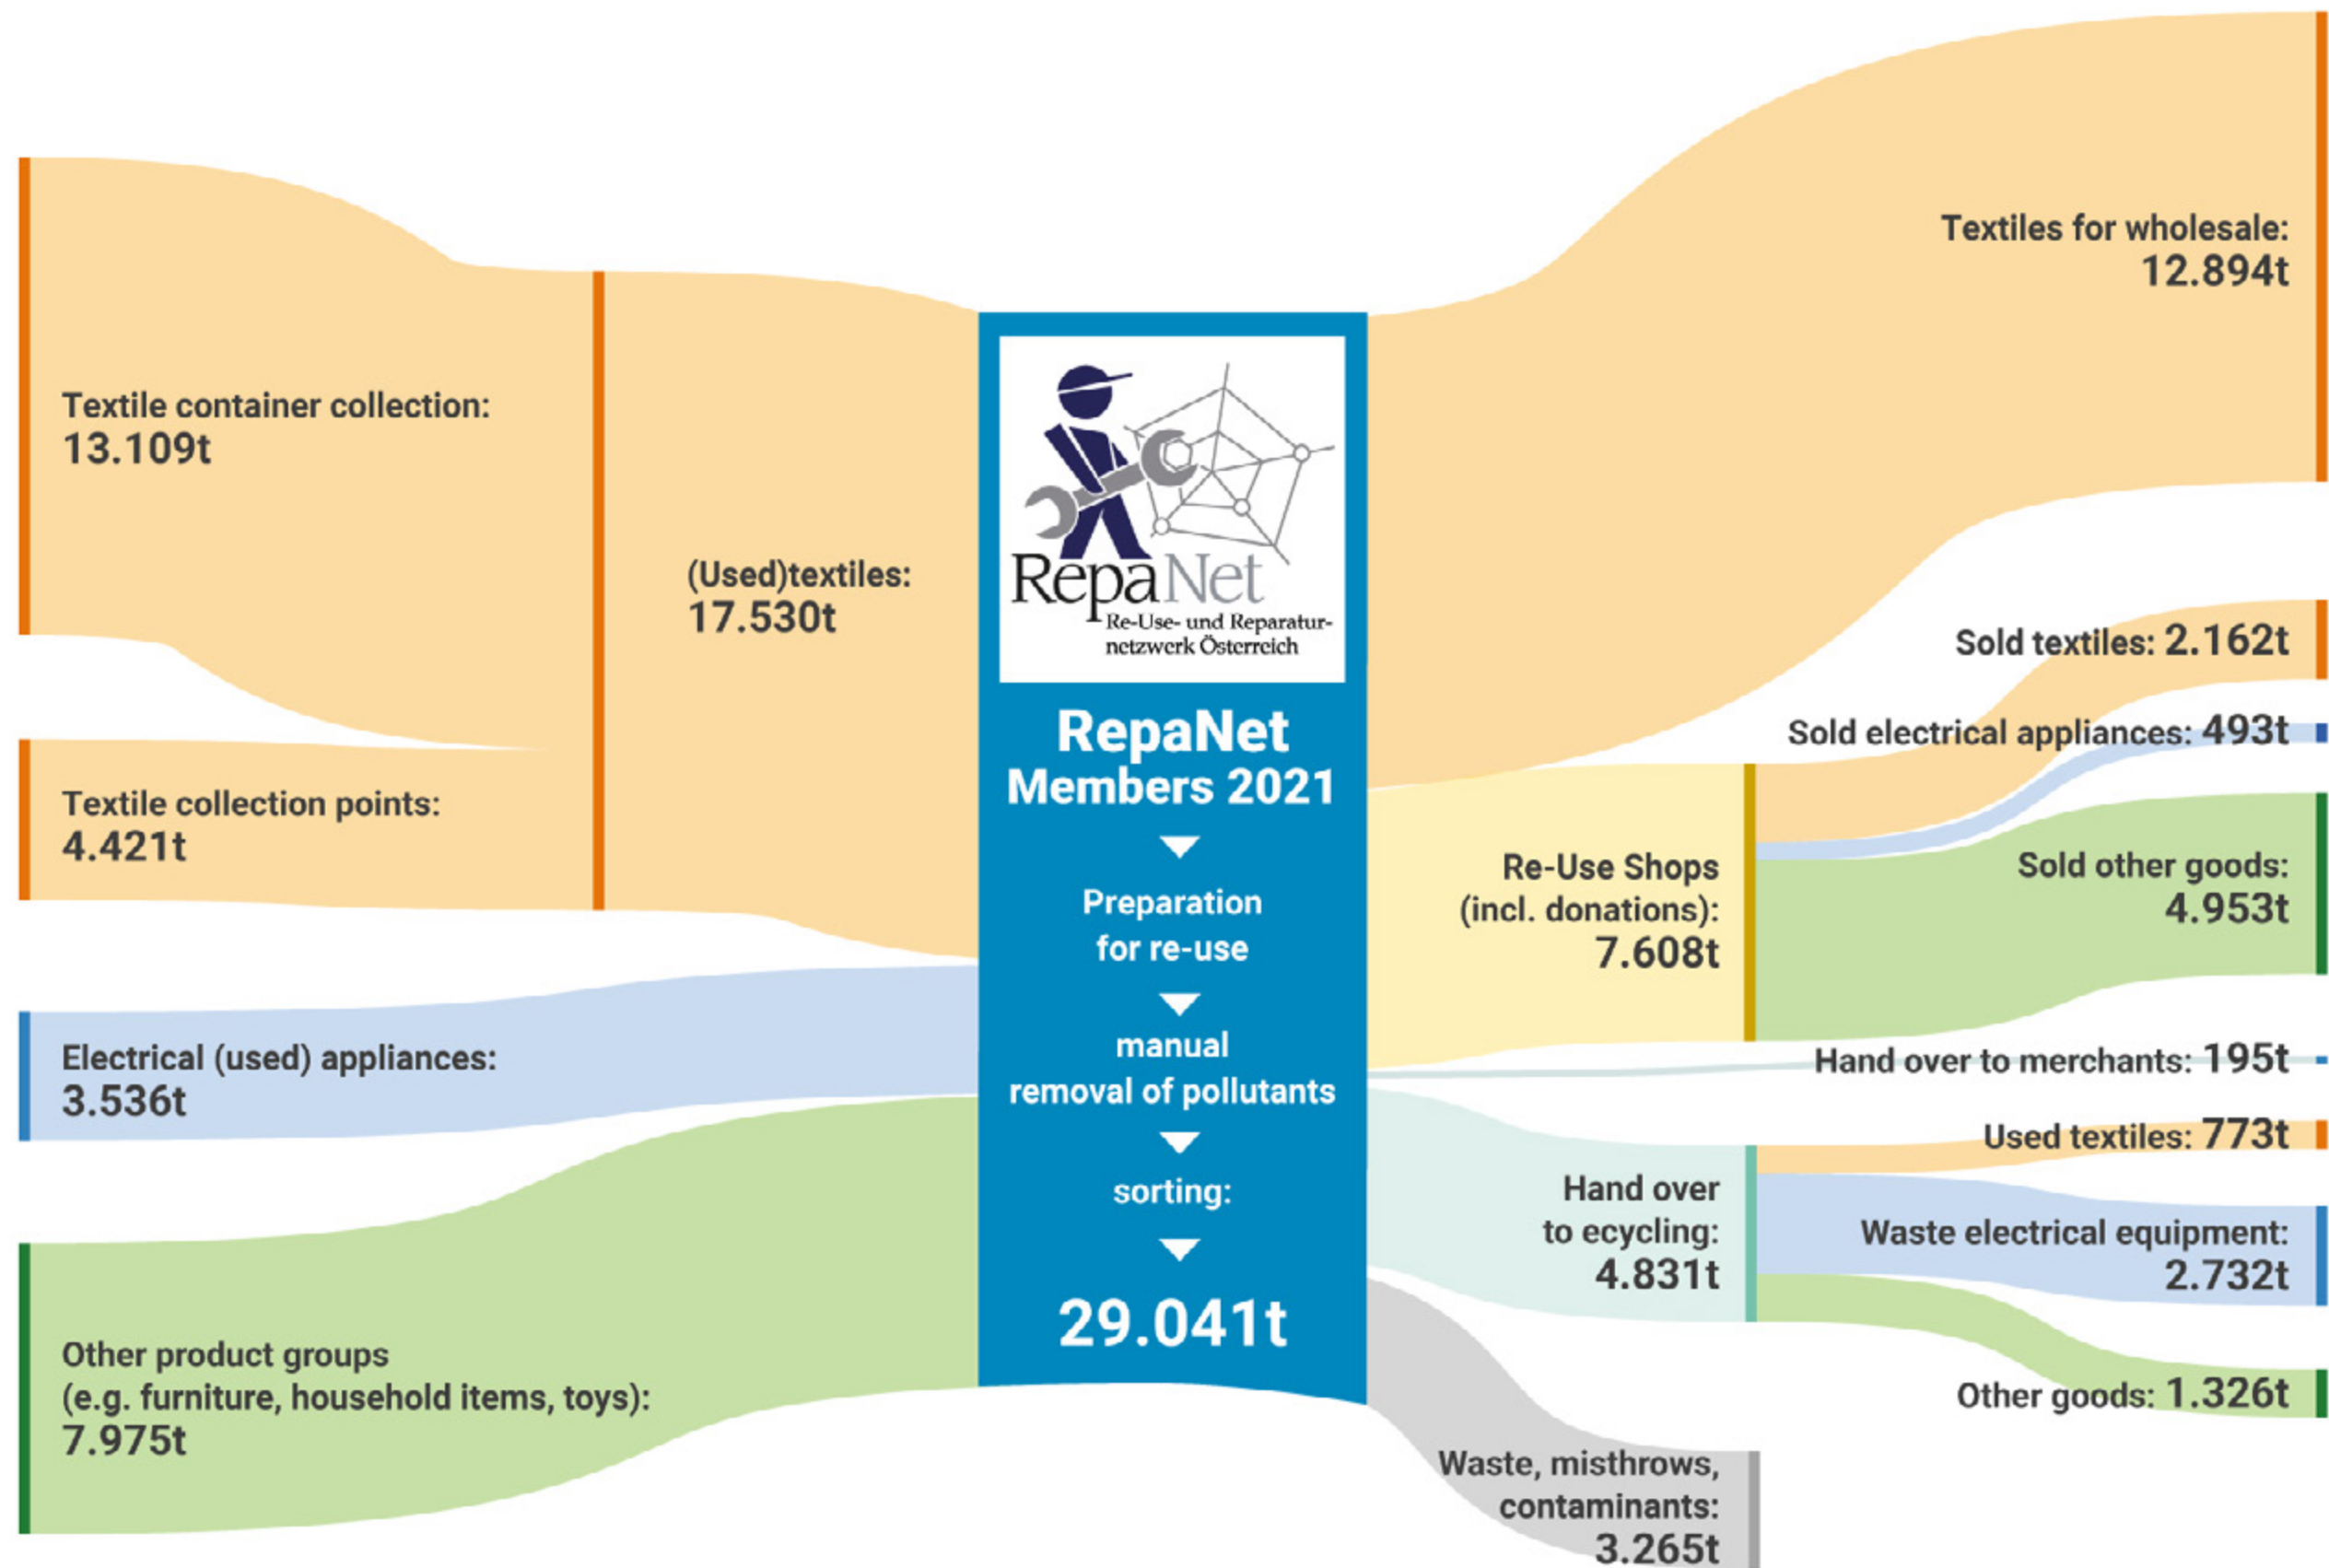 Textile container collection:
13.109t
Textile collection points:
4.421t
Electrical (used) appliances:
3.536t
Other product groups
(e.g. furniture, household items, toys):
7.975t
(Used)textiles:
17.530t
RepaNet
Re-Use- und Reparatur-
netzwerk Österreich
RepaNet
Members 2021
Preparation
for re-use
manual
removal of pollutants
sorting:
29.041t
Re-Use Shops
(incl. donations):
7.608t
Hand over
to ecycling:
4.831t
Waste, misthrows,
contaminants:
3.265t
Textiles for wholesale:
12.894t
Sold textiles: 2.162t
Sold electrical appliances: 493t
Sold other goods:
4.953t
Hand over to merchants: 195t
Used textiles: 773t
Waste electrical equipment:
2.732t
Other goods: 1.326t